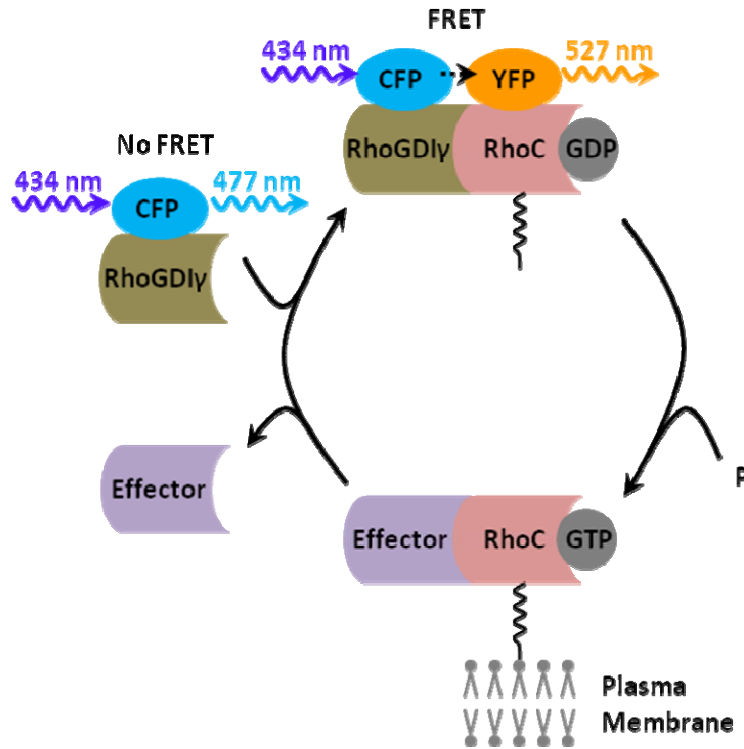 FRET
434 nm
CFP
YFP
527 nm
RhoGDIγ
RhoC
GDP
No FRET
434 nm
477 nm
CFP
RhoGDIγ
Effector
P
Effector
RhoC
GTP
Plasma
Membrane